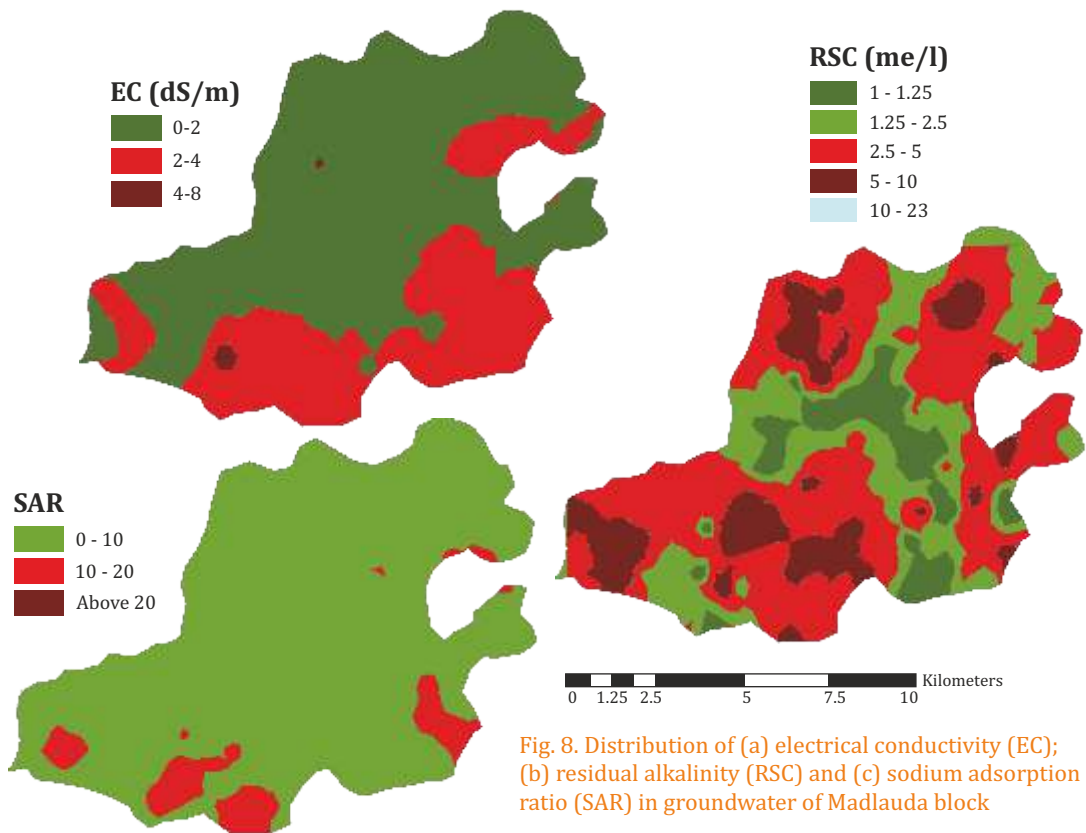 EC (dS/m)
0-2
2-4
4-8
RSC (me/l)
1 - 1.25
1.25 - 2.5
2.5 - 5
5 - 10
10 - 23
SAR
0 - 10
10 - 20
Above 20
Kilometers
0 1.25 2.5 5 7.5 10
Fig. 8. Distribution of (a) electrical conductivity (EC);
(b) residual alkalinity (RSC) and (c) sodium adsorption
ratio (SAR) in groundwater of Madlauda block